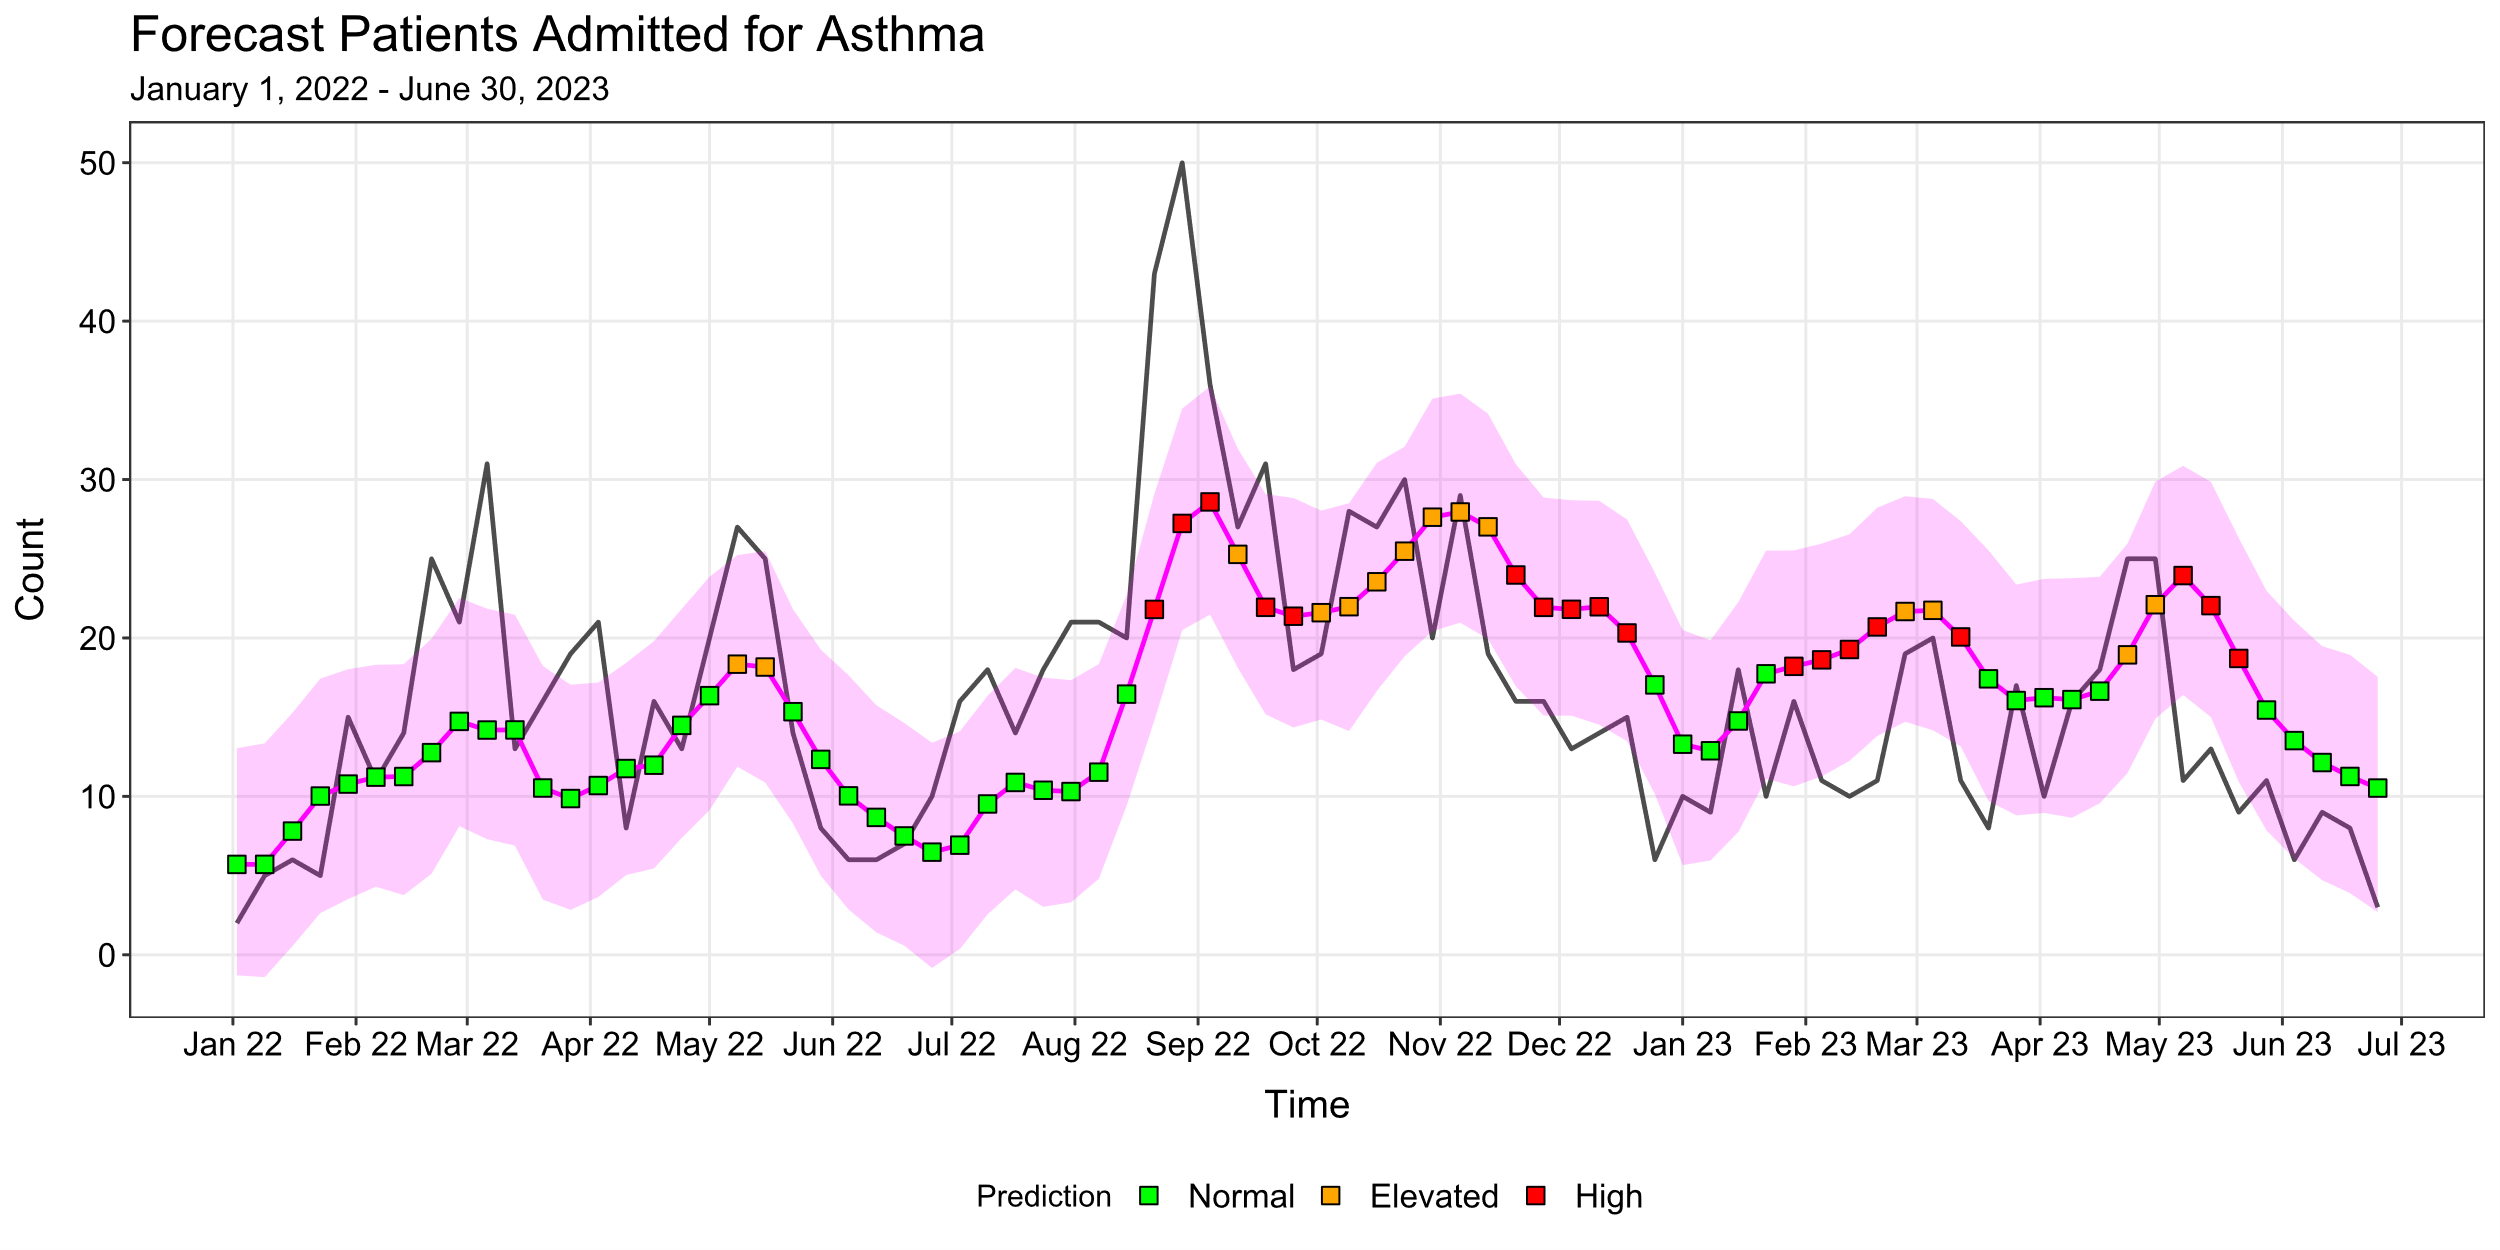 Forecast Patients Admitted for Asthma
January 1, 2022 - June 30, 2023
Count
50
40
30
20
10
0
Jan 22 Feb 22 Mar 22 Apr 22 May 22 Jun 22 Jul 22 Aug 22 Sep 22 Oct 22 Nov 22 Dec 22 Jan 23 Feb 23 Mar 23 Apr 23 May 23 Jun 23 Jul 23
Time
Prediction Normal Elevated High